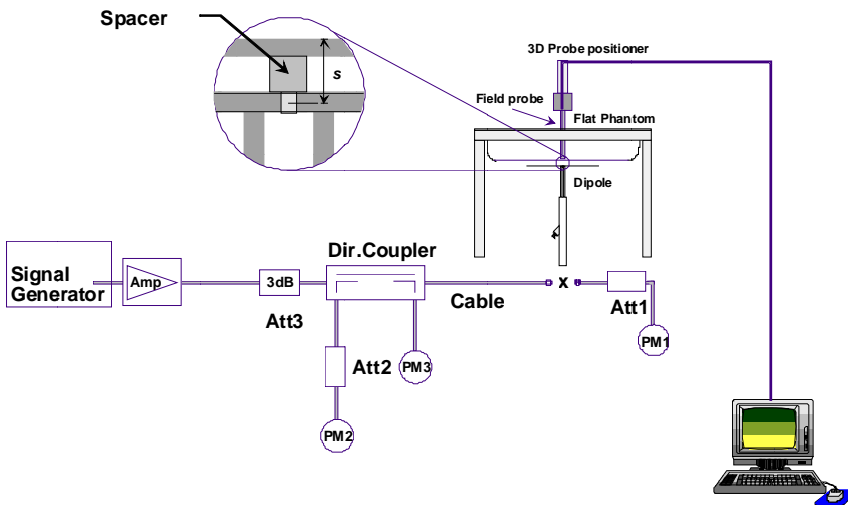 Spacer
s
3D Probe positioner
Field probe
Flat Phantom
Dipole
Signal
Generator
Amp
3dB
Att3
Dir.Coupler
Cable
x
Att1
PM1
Att2
PM3
PM2